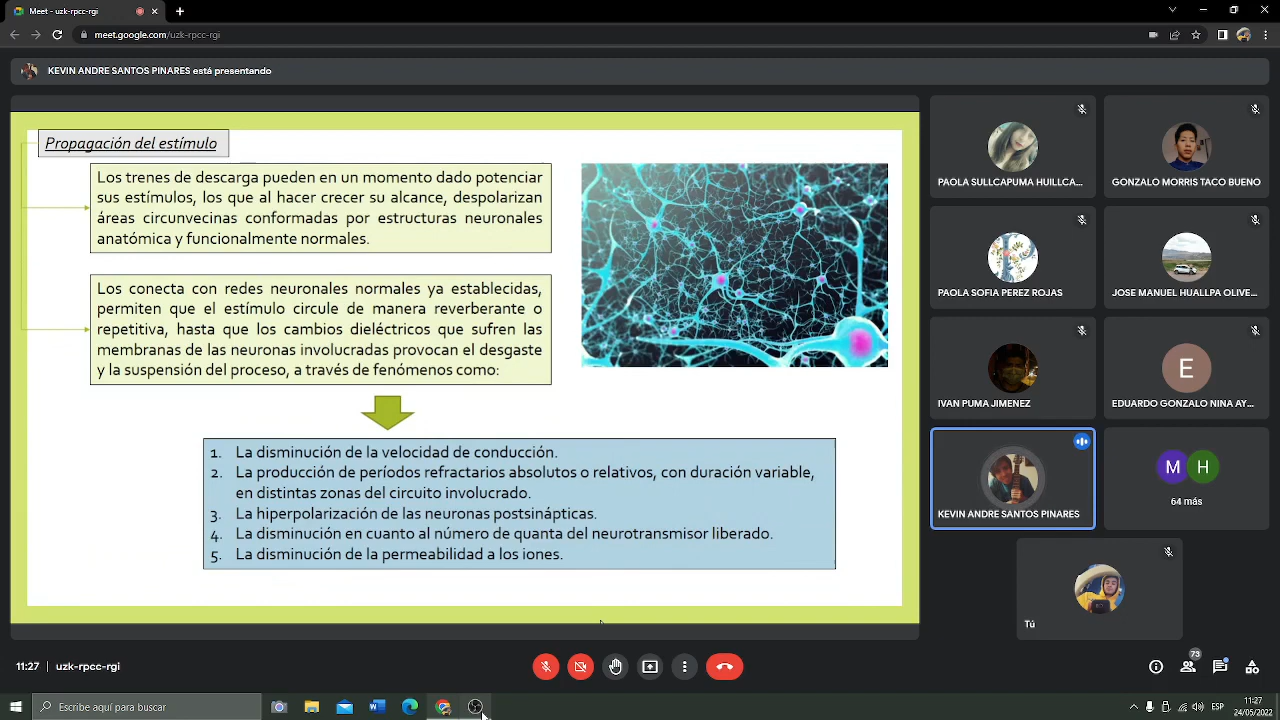 Meet - uzk-rpcc-rgi
meet.google.com/uzk-rpcc-rgi
KEVIN ANDRE SANTOS PINARES está presentando
Propagación del estímulo
Los trenes de descarga pueden en un momento dado potenciar
sus estímulos, los que al hacer crecer su alcance, despolarizan
áreas circunvecinas conformadas por estructuras neuronales
anatómica y funcionalmente normales.
Los conecta con redes neuronales normales ya establecidas,
permiten que el estímulo circule de manera reverberante o
repetitiva, hasta que los cambios dieléctricos que sufren las
membranas de las neuronas involucradas provocan el desgaste
y la suspensión del proceso, a través de fenómenos como:
1. La disminución de la velocidad de conducción.
2. La producción de períodos refractarios absolutos o relativos, con duración variable,
en distintas zonas del circuito involucrado.
3. La hiperpolarización de las neuronas postsinápticas.
4. La disminución en cuanto al número de quanta del neurotransmisor liberado.
5. La disminución de la permeabilidad a los iones.
PAOLA SULLCAPUMA HUILLCA...
GONZALO MORRIS TACO BUENO
PAOLA SOFIA PEREZ ROJAS
JOSE MANUEL HUALLPA OLIVE...
IVAN PUMA JIMENEZ
E
EDUARDO GONZALO NINA AY...
KEVIN ANDRE SANTOS PINARES
M H
64 más
Tú
11:27 | uzk-rpcc-rgi
73
Escribe aquí para buscar
ESP
11:27
24/05/2022